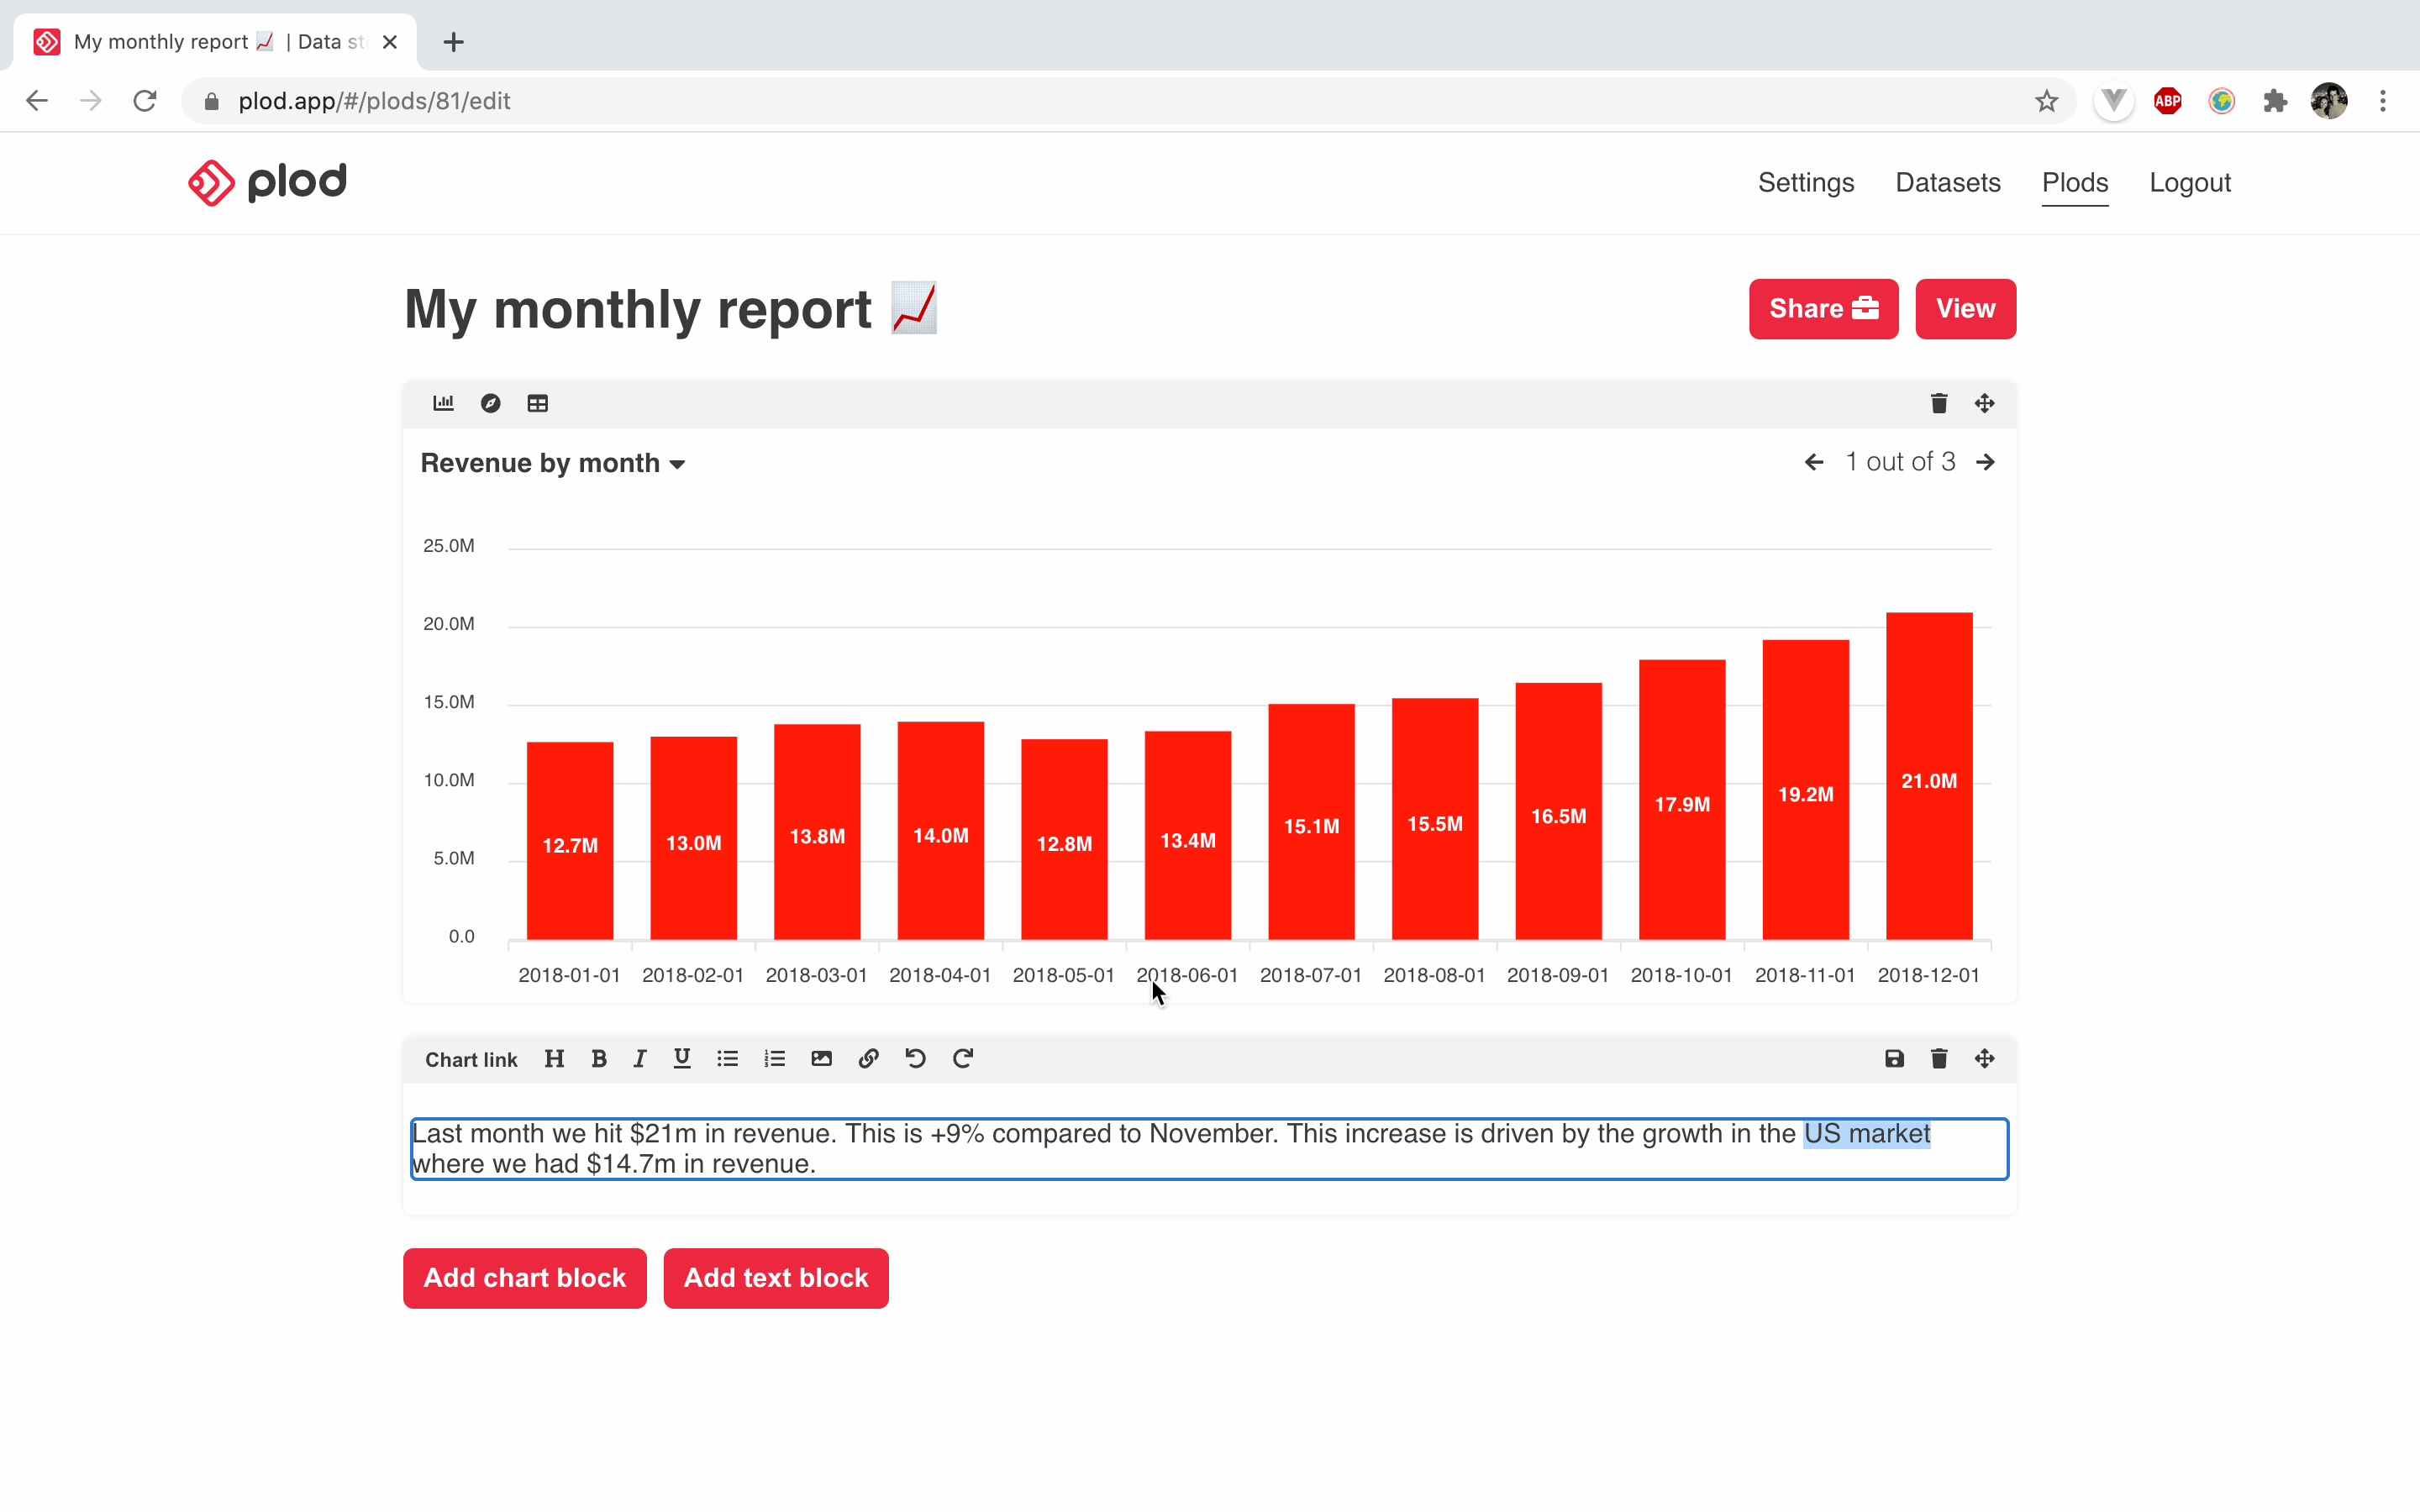 My monthly report 📈 | Data st
plod.app/#/plods/81/edit
ABP
plod
Settings
Datasets
Plods
Logout
My monthly report 📈
Share
View
Revenue by month
1 out of 3
25.0M
20.0M
15.0M
10.0M
5.0M
0.0
12.7M
13.0M
13.8M
14.0M
12.8M
13.4M
15.1M
15.5M
16.5M
17.9M
19.2M
21.0M
2018-01-01
2018-02-01
2018-03-01
2018-04-01
2018-05-01
2018-06-01
2018-07-01
2018-08-01
2018-09-01
2018-10-01
2018-11-01
2018-12-01
Chart link H B I U
Last month we hit $21m in revenue. This is +9% compared to November. This increase is driven by the growth in the US market
where we had $14.7m in revenue.
Add chart block
Add text block